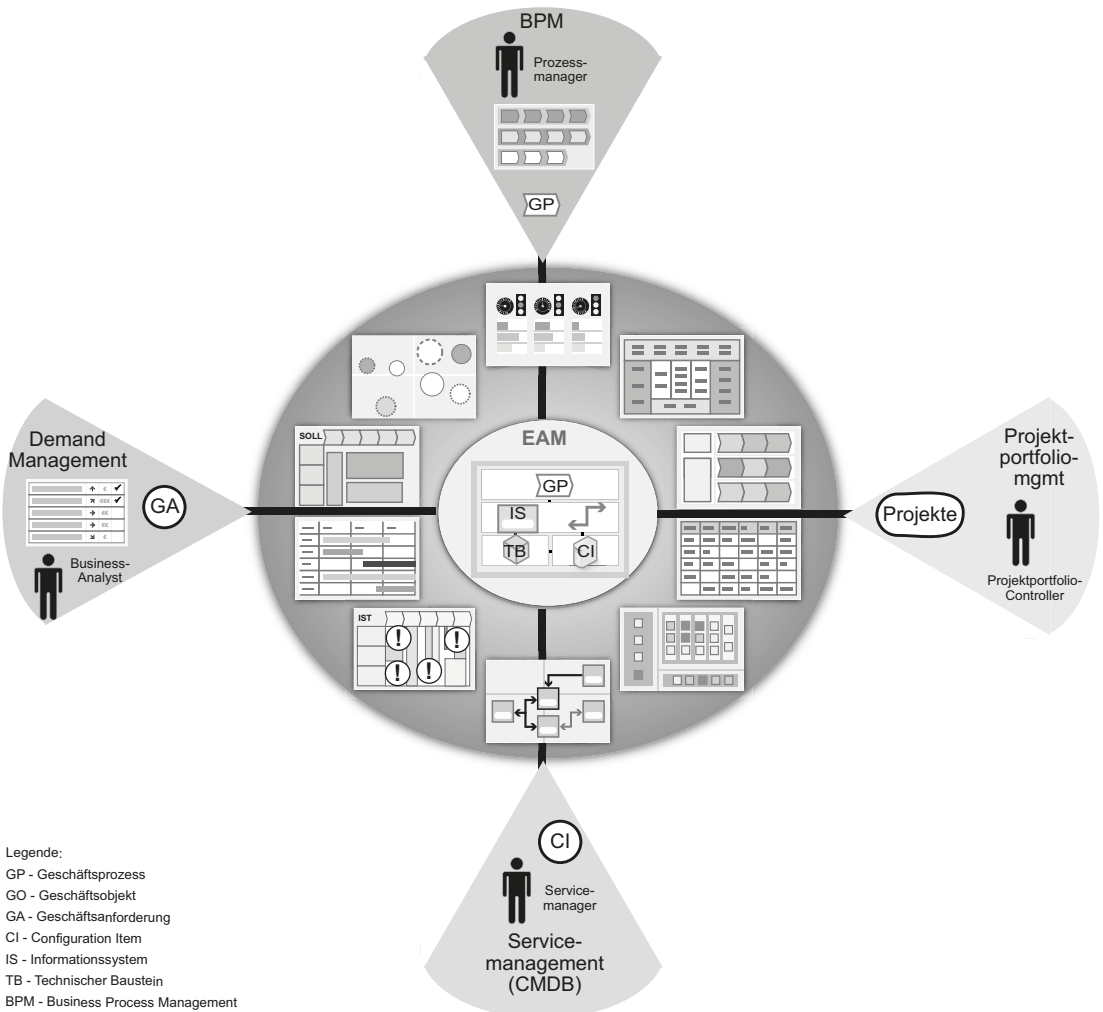 BPM
Prozess-
manager
GP
EAM
GP
IS
TB
CI
SOLL
IST
!
!
!
!
Demand
Management
GA
Business-
Analyst
Projekt-
portfolio-
mgmt
Projekte
Projektportfolio-
Controller
CI
Service-
manager
Service-
management
(CMDB)
Legende:
GP - Geschäftsprozess
GO - Geschäftsobjekt
GA - Geschäftsanforderung
CI - Configuration Item
IS - Informationssystem
TB - Technischer Baustein
BPM - Business Process Management